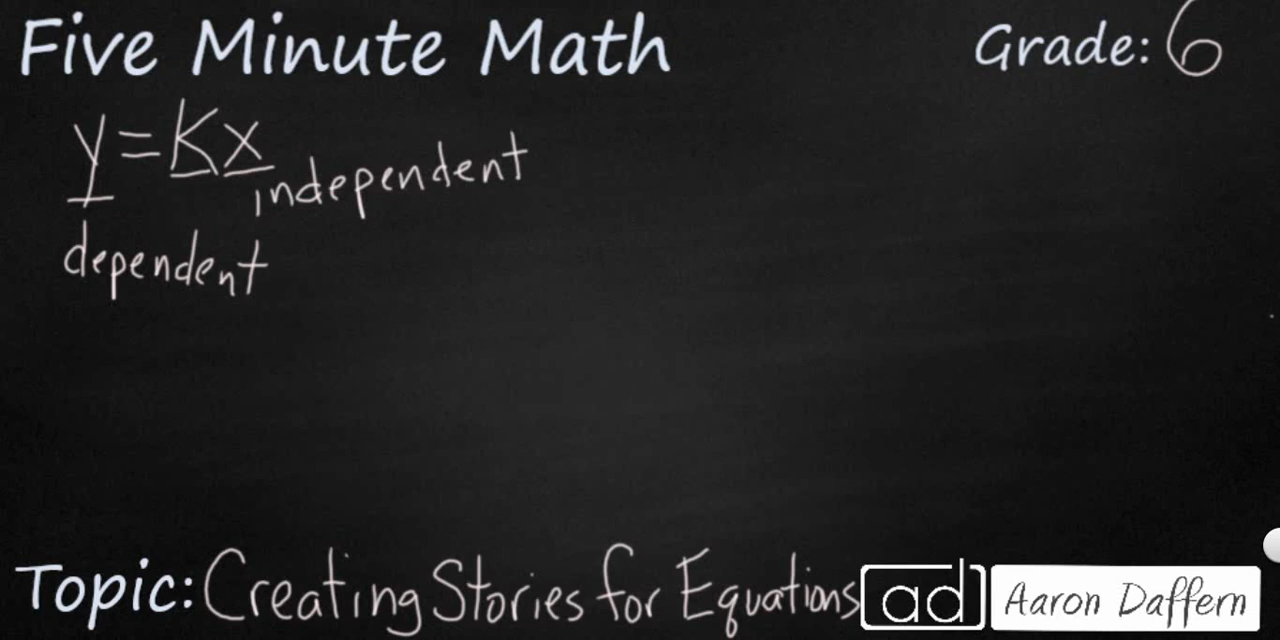 Five Minute Math Grade: 6
y = Kx
independent
dependent
Topic: Creating Stories for Equations ad Aaron Daffern